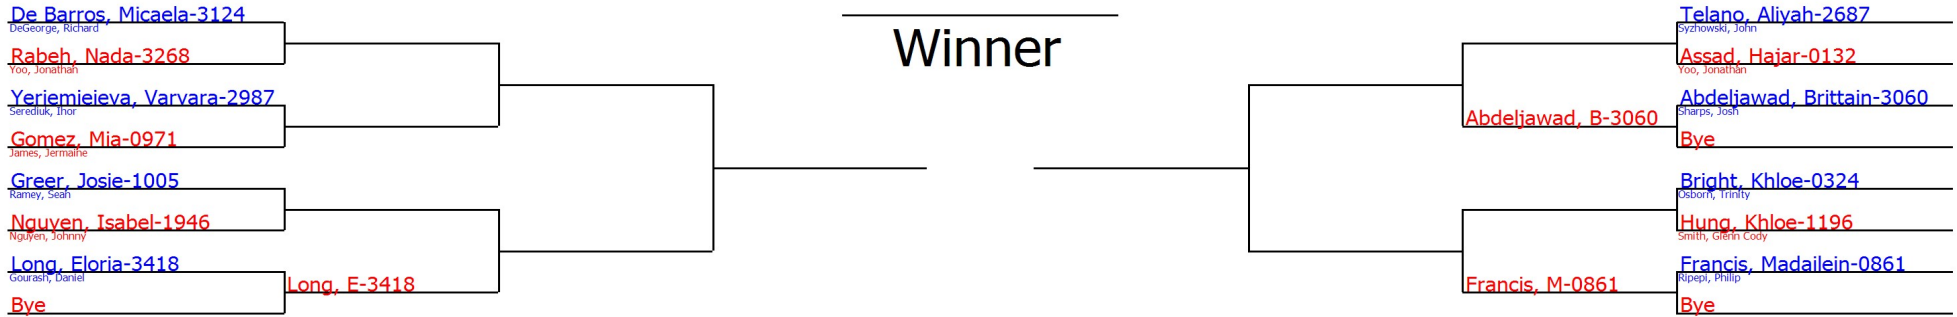 De Barros, Micaela-3124
DeGeorge, Richard
Rabeh, Nada-3268
Yoo, Jonathan
Yeriemieieva, Varvara-2987
Serediuk, Ihor
Gomez, Mia-0971
James, Jermaine
Greer, Josie-1005
Ramey, Sean
Nguyen, Isabel-1946
Nguyen, Johnny
Long, Eloria-3418
Gourash, Daniel
Bye
Long, E-3418
Winner
Abdeljawad, B-3060
Francis, M-0861
Telano, Aliyah-2687
Syzhowski, John
Assad, Hajar-0132
Yoo, Jonathan
Abdeljawad, Brittain-3060
Sharps, Josh
Bye
Bright, Khloe-0324
Osborn, Trinity
Hung, Khloe-1196
Smith, Glenn Cody
Francis, Madailein-0861
Ripepi, Philip
Bye